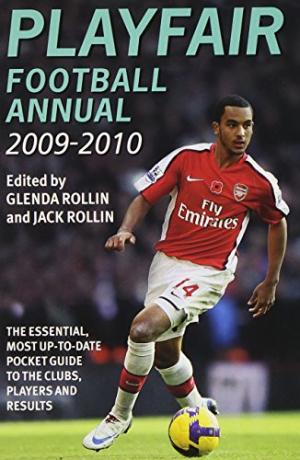 PLAYFAIR
FOOTBALL
ANNUAL
2009-2010
Edited by
GLENDA ROLLIN
and JACK ROLLIN
Fly
Emirates
14
THE ESSENTIAL,
MOST UP-TO-DATE
POCKET GUIDE
TO THE CLUBS,
PLAYERS AND
RESULTS